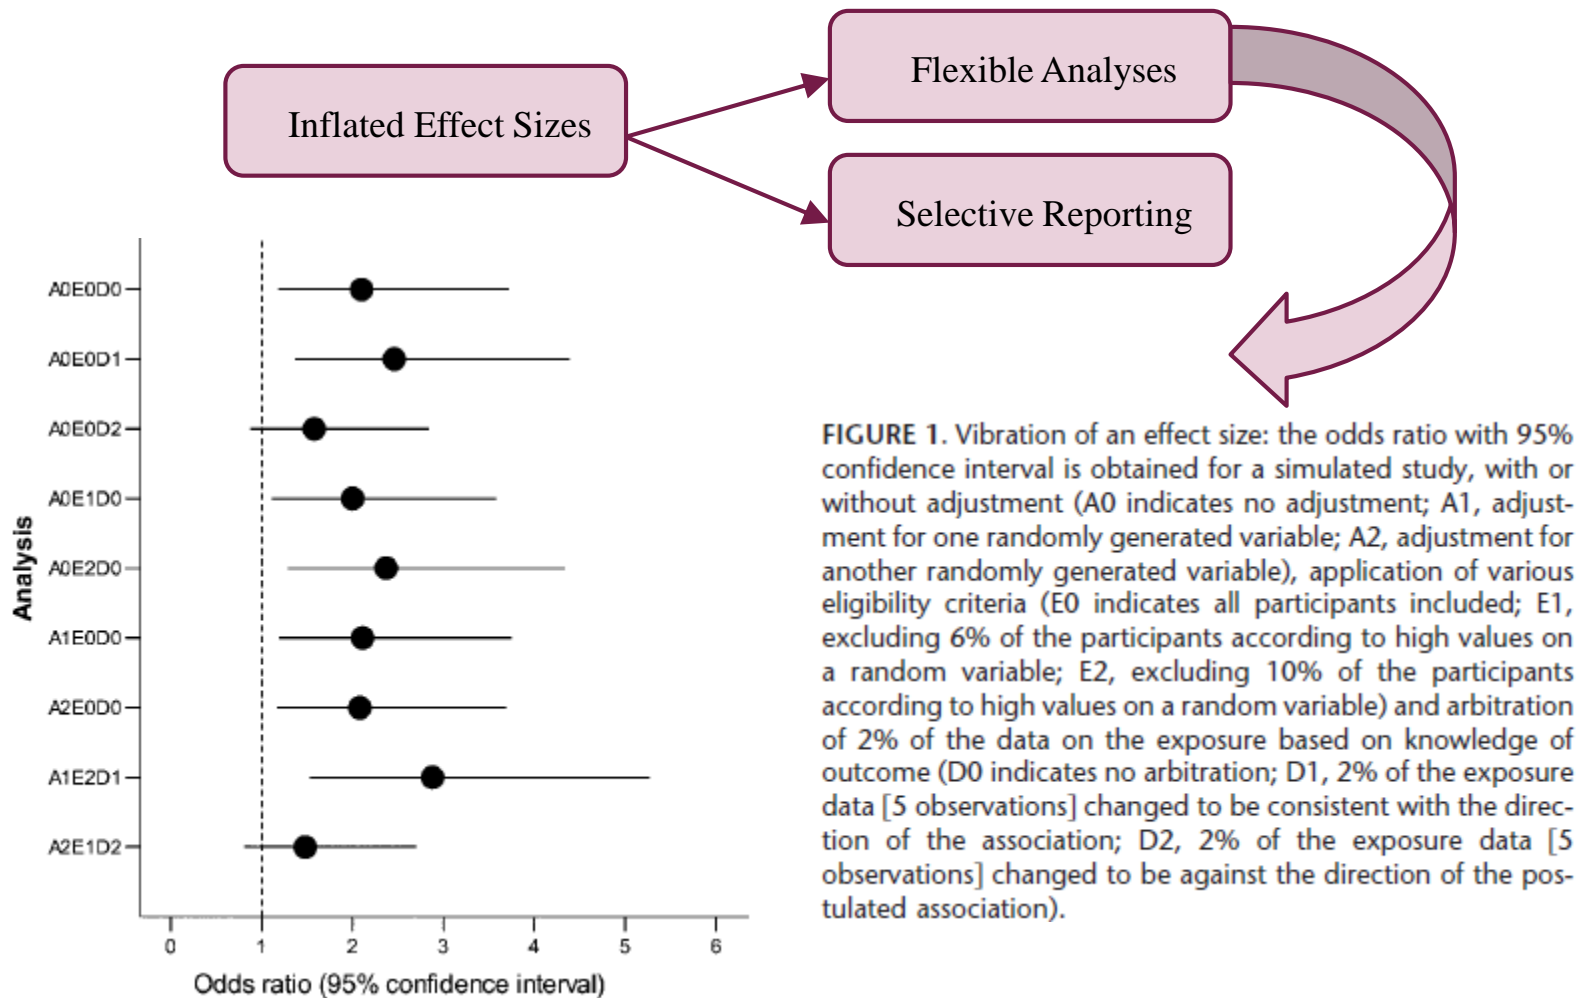 Inflated Effect Sizes
Flexible Analyses
Selective Reporting
Analysis
A0E0D0
A0E0D1
A0E0D2
A0E1D0
A0E2D0
A1E0D0
A2E0D0
A1E2D1
A2E1D2
0 1 2 3 4 5 6
Odds ratio (95% confidence interval)
FIGURE 1. Vibration of an effect size: the odds ratio with 95%
confidence interval is obtained for a simulated study, with or
without adjustment (A0 indicates no adjustment; A1, adjust-
ment for one randomly generated variable; A2, adjustment for
another randomly generated variable), application of various
eligibility criteria (E0 indicates all participants included; E1,
excluding 6% of the participants according to high values on
a random variable; E2, excluding 10% of the participants
according to high values on a random variable) and arbitration
of 2% of the data on the exposure based on knowledge of
outcome (D0 indicates no arbitration; D1, 2% of the exposure
data [5 observations] changed to be consistent with the direc-
tion of the association; D2, 2% of the exposure data [5
observations] changed to be against the direction of the pos-
tulated association).